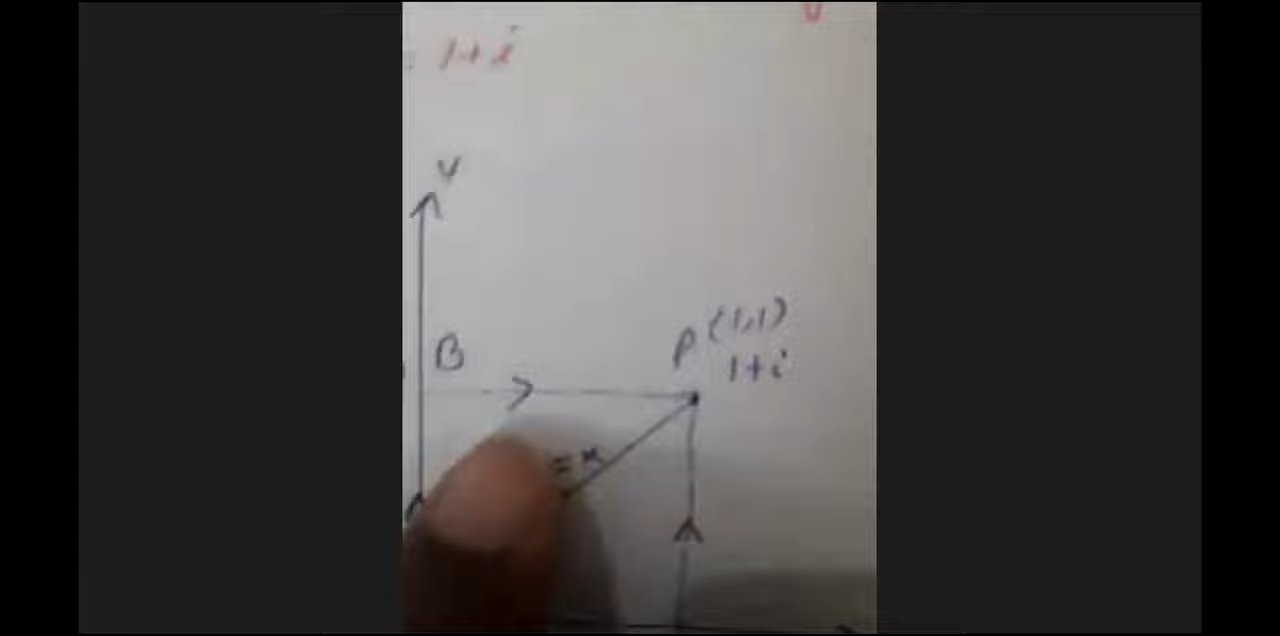 = 1+i
y
B
P (1,1)
1+i
= x